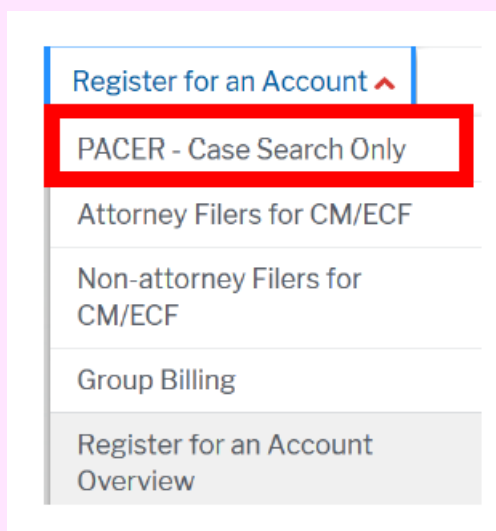 Register for an Account
PACER - Case Search Only
Attorney Filers for CM/ECF
Non-attorney Filers for
CM/ECF
Group Billing
Register for an Account
Overview